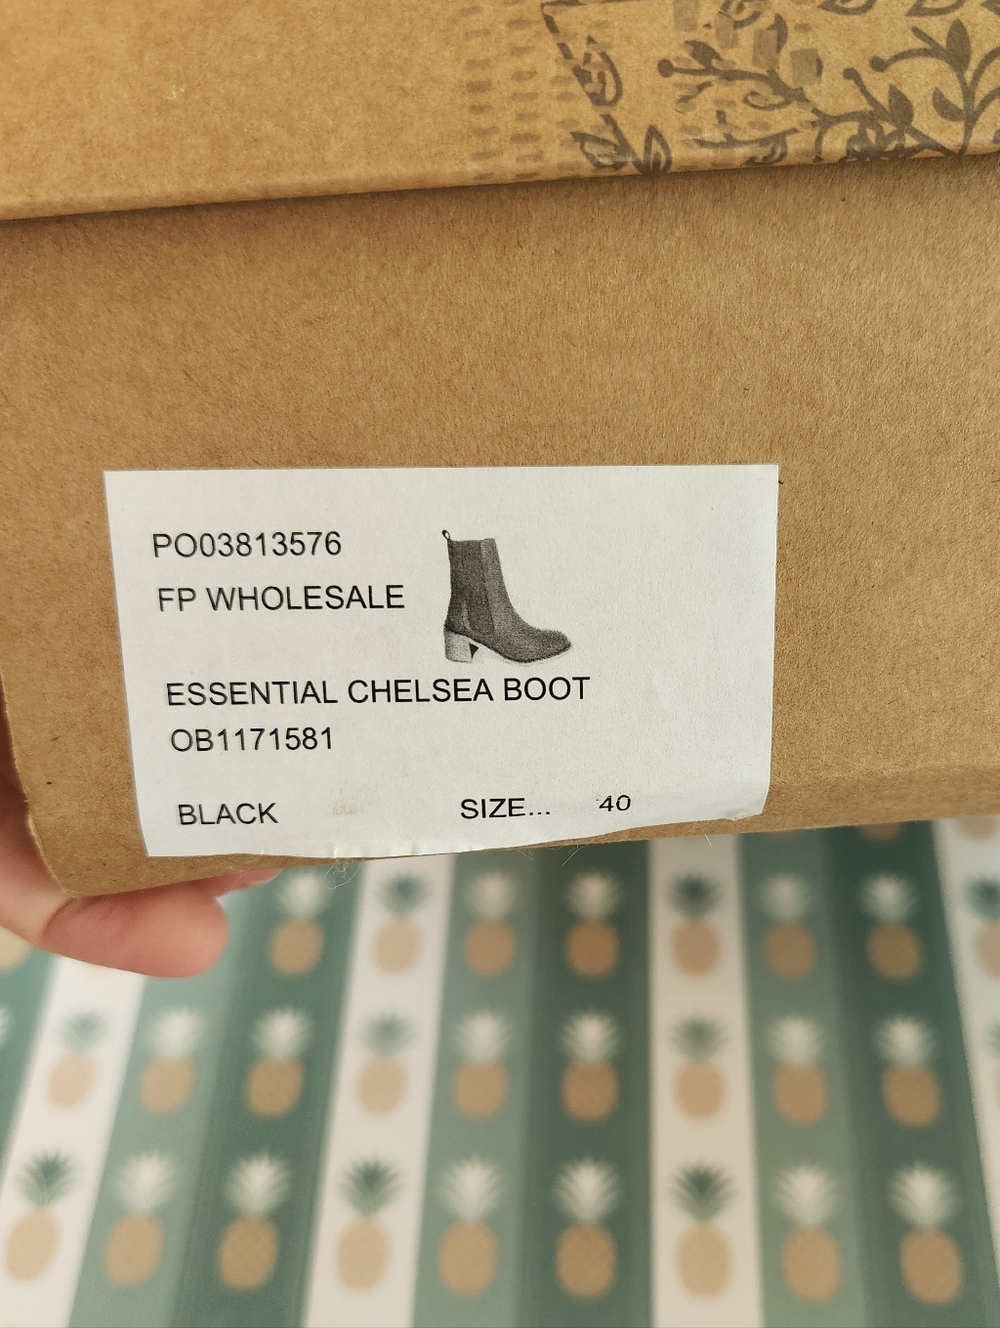 PO03813576
FP WHOLESALE
ESSENTIAL CHELSEA BOOT
OB1171581
BLACK SIZE... 40